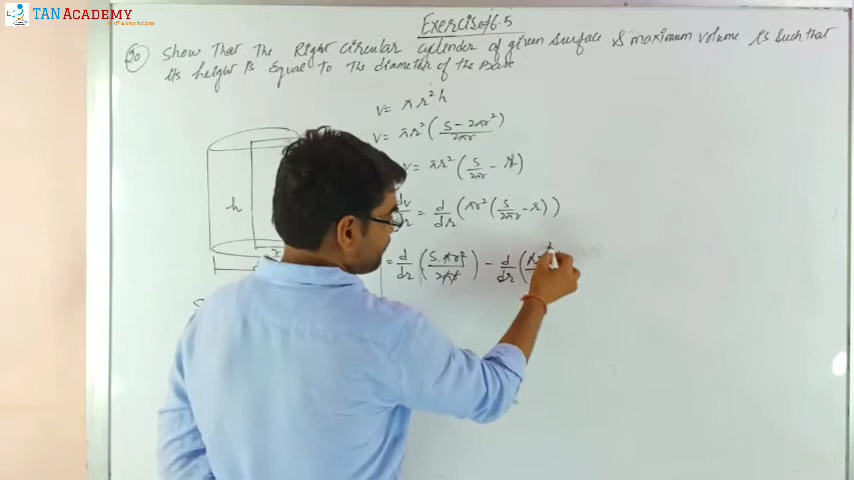 TAN ACADEMY
Exercise 6.5
20 Show That The Right Circular cylender of given surface & maximum volume is such that
its height is Equal To The diameter of the Base.
V= πr²h
V= πr² (S - 2πr² / 2πr)
V= πr² (S / 2πr - r)
dv / dr = d / dr (πr² (S / 2πr - r))
h
= d / dr (S.πr² / 2πr) - d / dr (